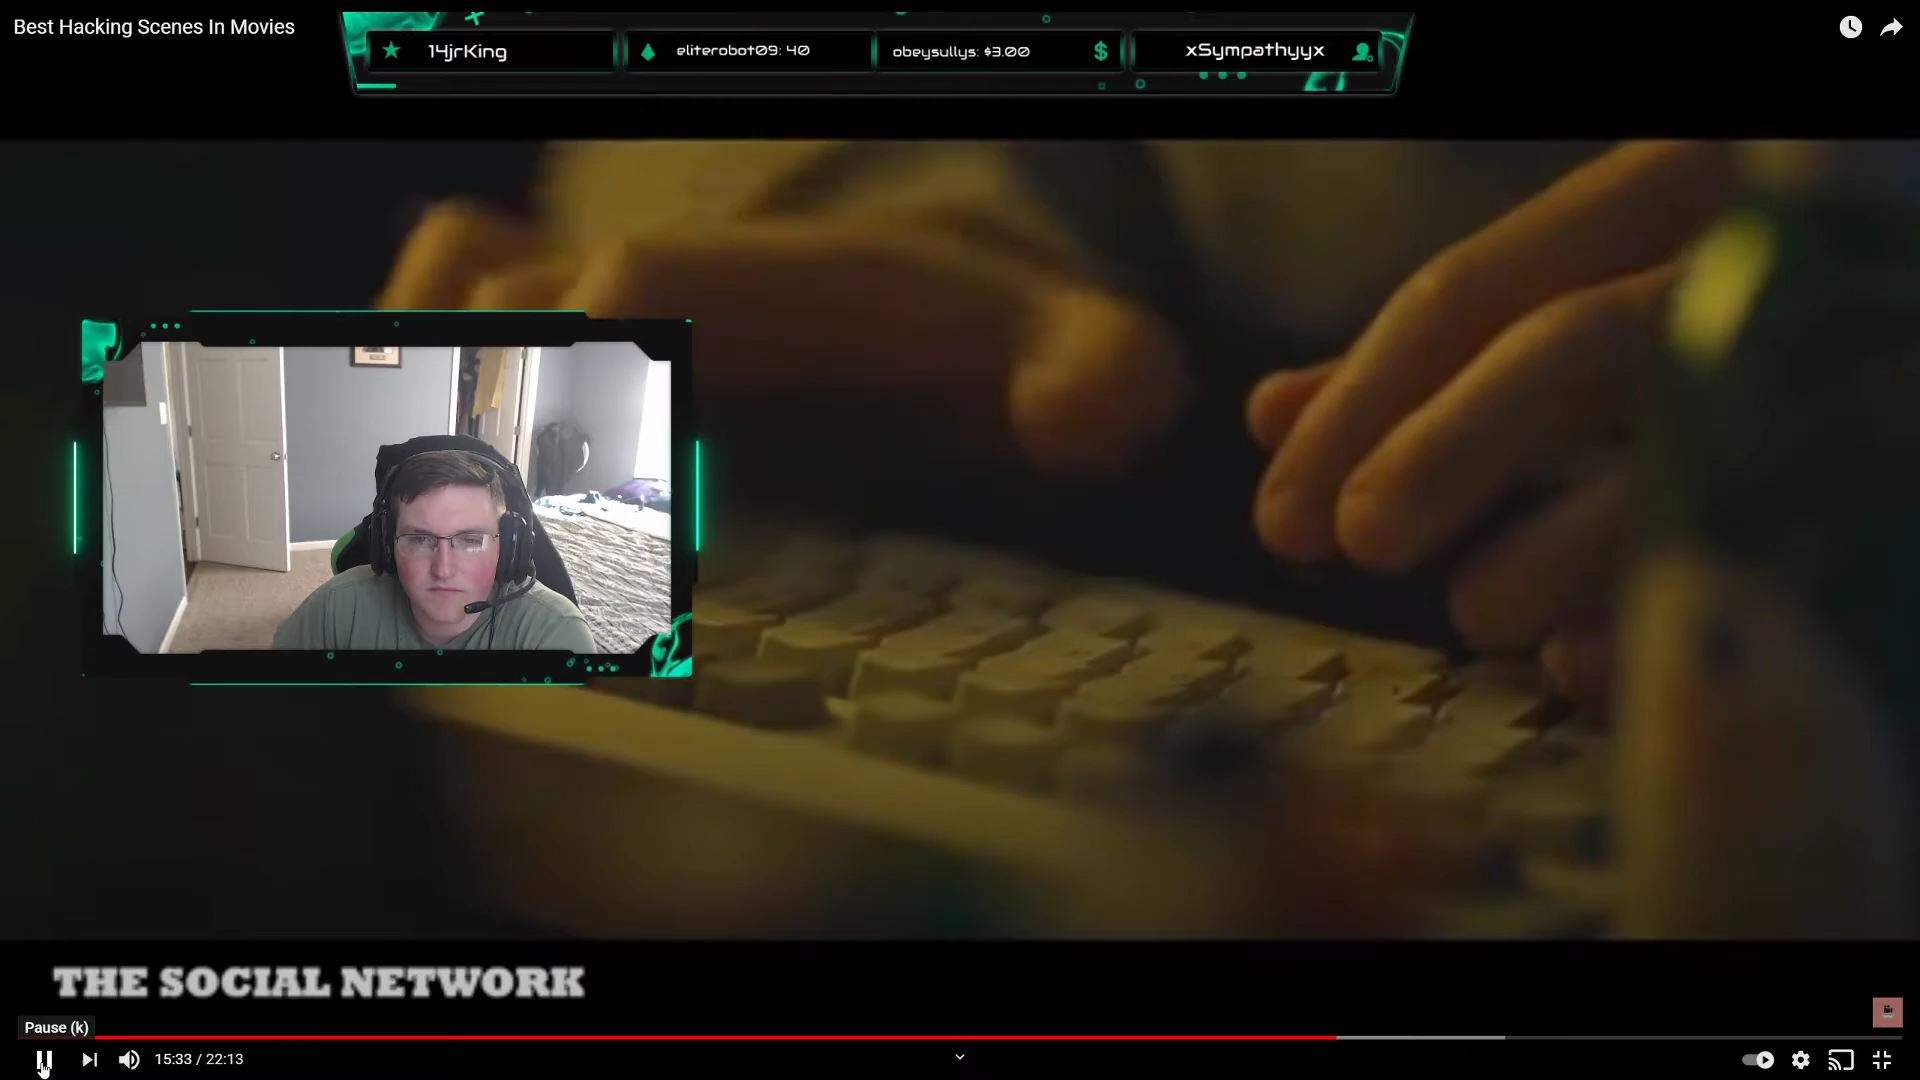 Best Hacking Scenes In Movies
14jrKing
eliterobot09: 40
obeysullys: $3.00
$
xSympathyyx
THE SOCIAL NETWORK
Pause (k)
15:33 / 22:13